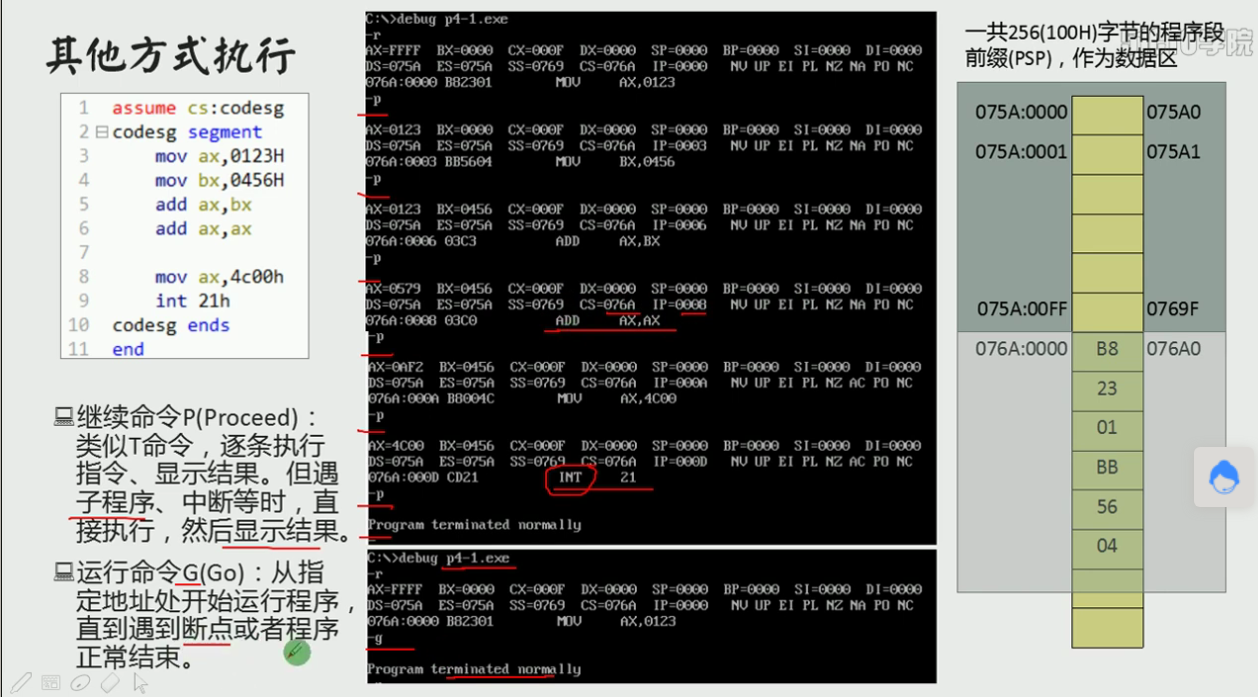 其他方式执行
1 assume cs:codesg
2 codesg segment
3 mov ax,0123H
4 mov bx,0456H
5 add ax,bx
6 add ax,ax
7
8 mov ax,4c00h
9 int 21h
10 codesg ends
11 end
继续命令P(Proceed)：
类似T命令，逐条执行
指令、显示结果。但遇
子程序、中断等时，直
接执行，然后显示结果。
运行命令G(Go)：从指
定地址处开始运行程序，
直到遇到断点或者程序
正常结束。
C:\>debug p4-1.exe
-r
AX=FFFF BX=0000 CX=000F DX=0000 SP=0000 BP=0000 SI=0000 DI=0000
DS=075A ES=075A SS=0769 CS=076A IP=0000 NV UP EI PL NZ NA PO NC
076A:0000 B82301 MOV AX,0123
-p
AX=0123 BX=0000 CX=000F DX=0000 SP=0000 BP=0000 SI=0000 DI=0000
DS=075A ES=075A SS=0769 CS=076A IP=0003 NV UP EI PL NZ NA PO NC
076A:0003 BB5604 MOV BX,0456
-p
AX=0123 BX=0456 CX=000F DX=0000 SP=0000 BP=0000 SI=0000 DI=0000
DS=075A ES=075A SS=0769 CS=076A IP=0006 NV UP EI PL NZ NA PO NC
076A:0006 03C3 ADD AX,BX
-p
AX=0579 BX=0456 CX=000F DX=0000 SP=0000 BP=0000 SI=0000 DI=0000
DS=075A ES=075A SS=0769 CS=076A IP=0008 NV UP EI PL NZ NA PO NC
076A:0008 03C0 ADD AX,AX
-p
AX=0AF2 BX=0456 CX=000F DX=0000 SP=0000 BP=0000 SI=0000 DI=0000
DS=075A ES=075A SS=0769 CS=076A IP=000A NV UP EI PL NZ AC PO NC
076A:000A B8004C MOV AX,4C00
-p
AX=4C00 BX=0456 CX=000F DX=0000 SP=0000 BP=0000 SI=0000 DI=0000
DS=075A ES=075A SS=0769 CS=076A IP=000D NV UP EI PL NZ AC PO NC
076A:000D CD21 INT 21
-p
Program terminated normally
C:\>debug p4-1.exe
-r
AX=FFFF BX=0000 CX=000F DX=0000 SP=0000 BP=0000 SI=0000 DI=0000
DS=075A ES=075A SS=0769 CS=076A IP=0000 NV UP EI PL NZ NA PO NC
076A:0000 B82301 MOV AX,0123
-g
Program terminated normally
一共256(100H)字节的程序段
前缀(PSP)，作为数据区
学院
075A:0000 075A0
075A:0001 075A1
075A:00FF 0769F
076A:0000 B8 076A0
23
01
BB
56
04